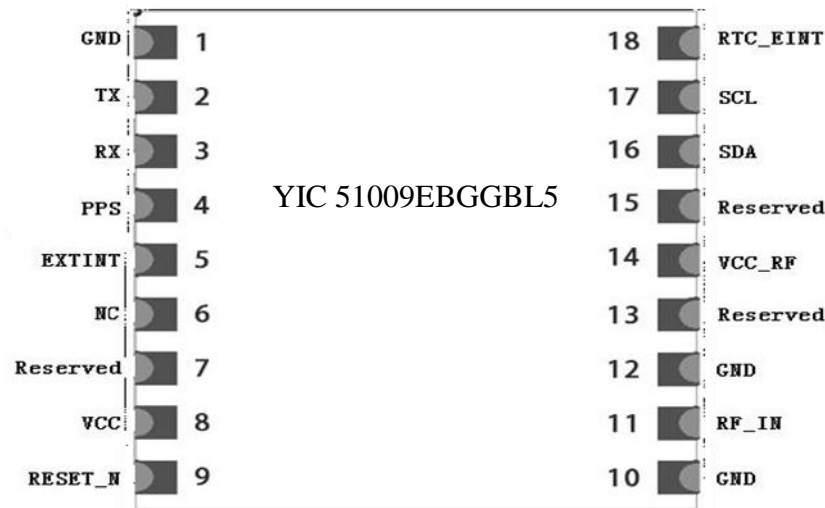 GND 1 18 RTC_EINT
TX 2 17 SCL
RX 3 16 SDA
YIC 51009EBGGBL5
PPS 4 15 Reserved
EXTINT 5 14 VCC_RF
NC 6 13 Reserved
Reserved 7 12 GND
VCC 8 11 RF_IN
RESET_N 9 10 GND